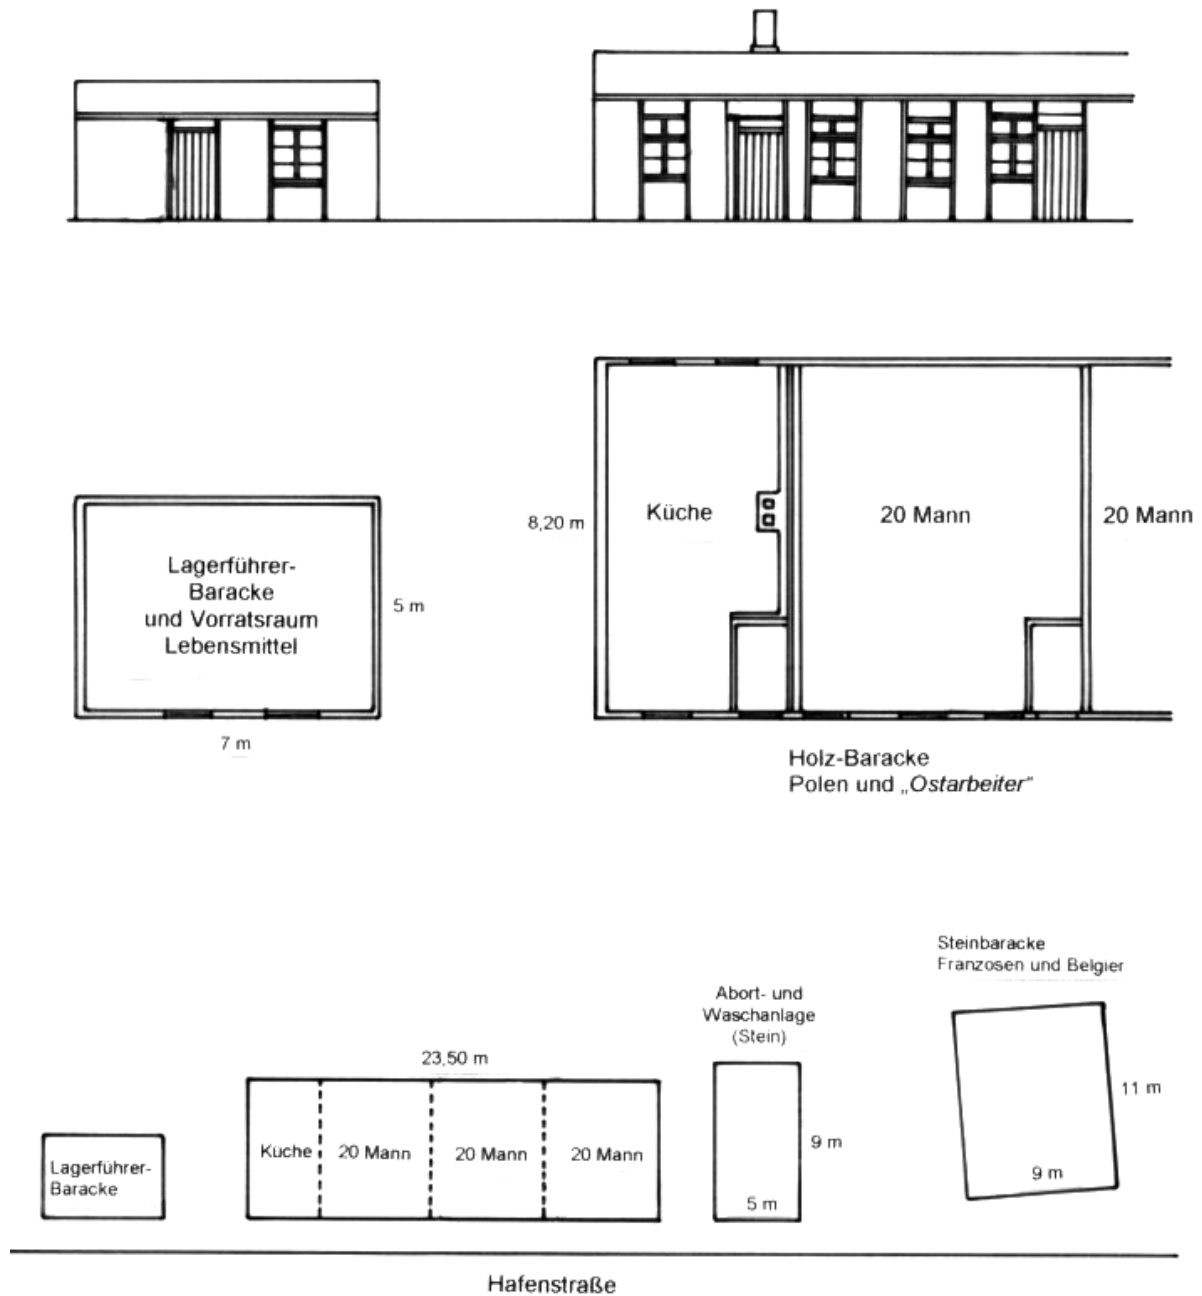 Küche
20 Mann
20 Mann
8,20 m
Lagerführer-
Baracke
und Vorratsraum
Lebensmittel
5 m
7 m
Holz-Baracke
Polen und „Ostarbeiter“
Steinbaracke
Franzosen und Belgier
Abort- und
Waschanlage
(Stein)
23,50 m
11 m
Küche
20 Mann
20 Mann
20 Mann
9 m
Lagerführer-
Baracke
9 m
5 m
Hafenstraße